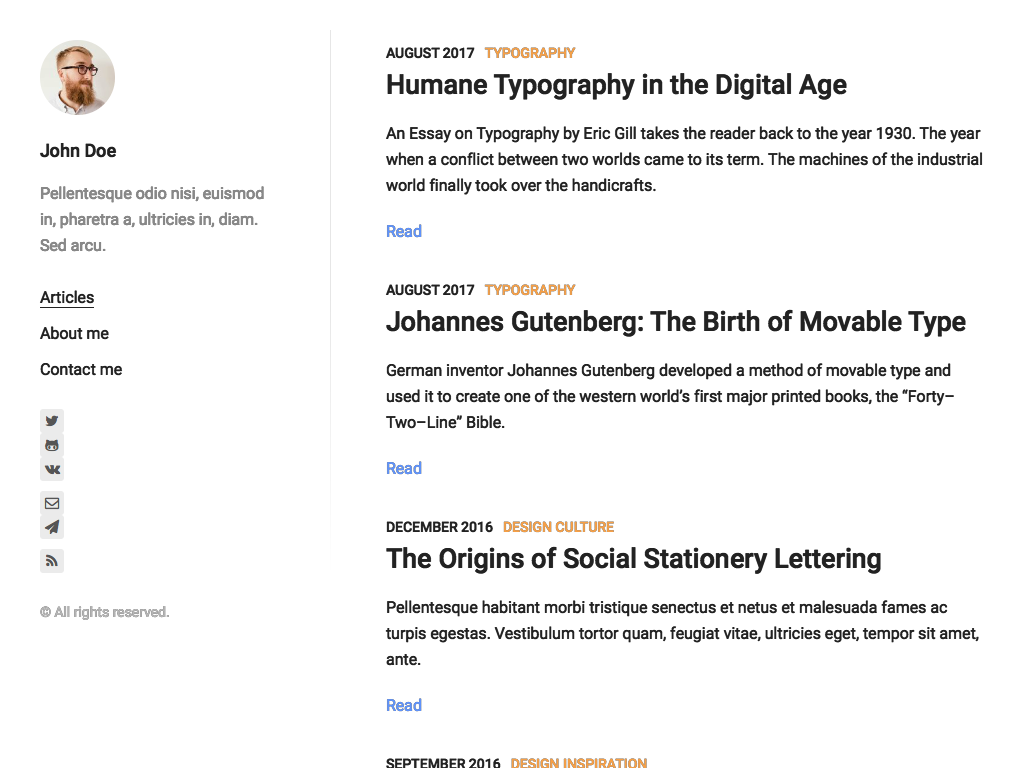 John Doe
Pellentesque odio nisi, euismod
in, pharetra a, ultricies in, diam.
Sed arcu.
Articles
About me
Contact me
© All rights reserved.
AUGUST 2017 TYPOGRAPHY
Humane Typography in the Digital Age
An Essay on Typography by Eric Gill takes the reader back to the year 1930. The year
when a conflict between two worlds came to its term. The machines of the industrial
world finally took over the handicrafts.
Read
AUGUST 2017 TYPOGRAPHY
Johannes Gutenberg: The Birth of Movable Type
German inventor Johannes Gutenberg developed a method of movable type and
used it to create one of the western world’s first major printed books, the “Forty–
Two–Line” Bible.
Read
DECEMBER 2016 DESIGN CULTURE
The Origins of Social Stationery Lettering
Pellentesque habitant morbi tristique senectus et netus et malesuada fames ac
turpis egestas. Vestibulum tortor quam, feugiat vitae, ultricies eget, tempor sit amet,
ante.
Read
SEPTEMBER 2016 DESIGN INSPIRATION